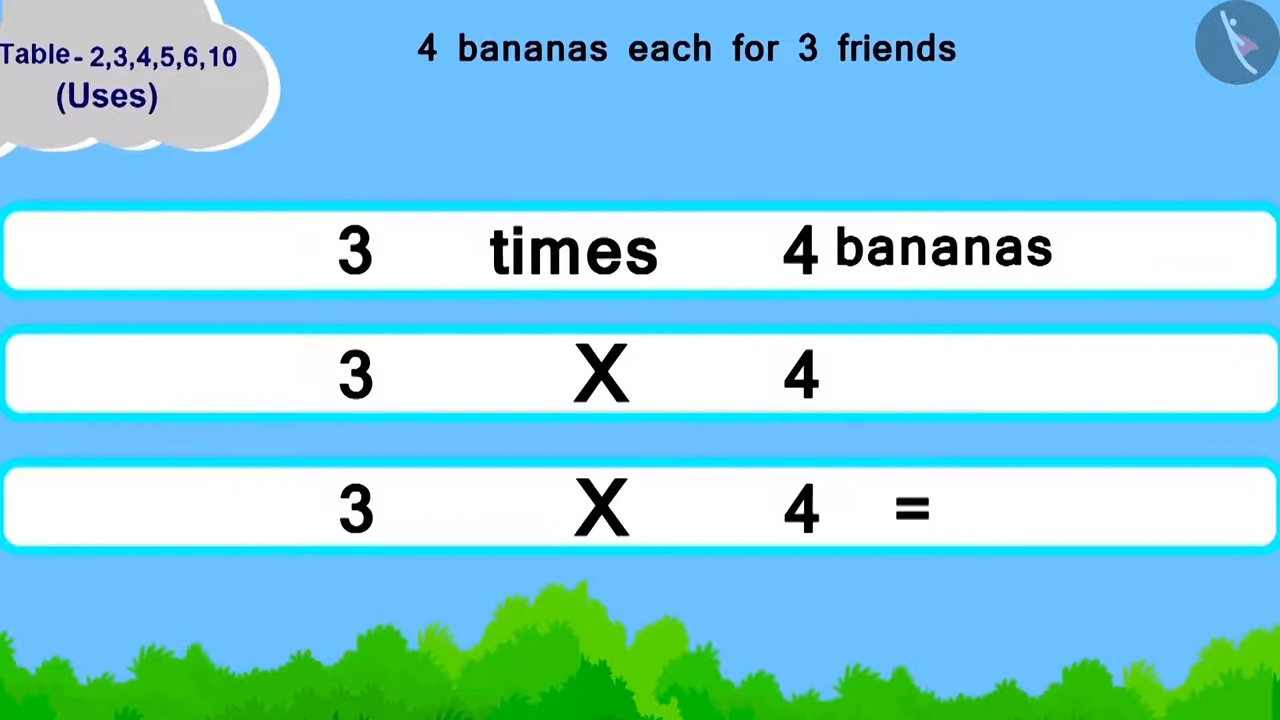 Table - 2,3,4,5,6,10
(Uses)
4 bananas each for 3 friends
3 times 4 bananas
3 X 4
3 X 4 =